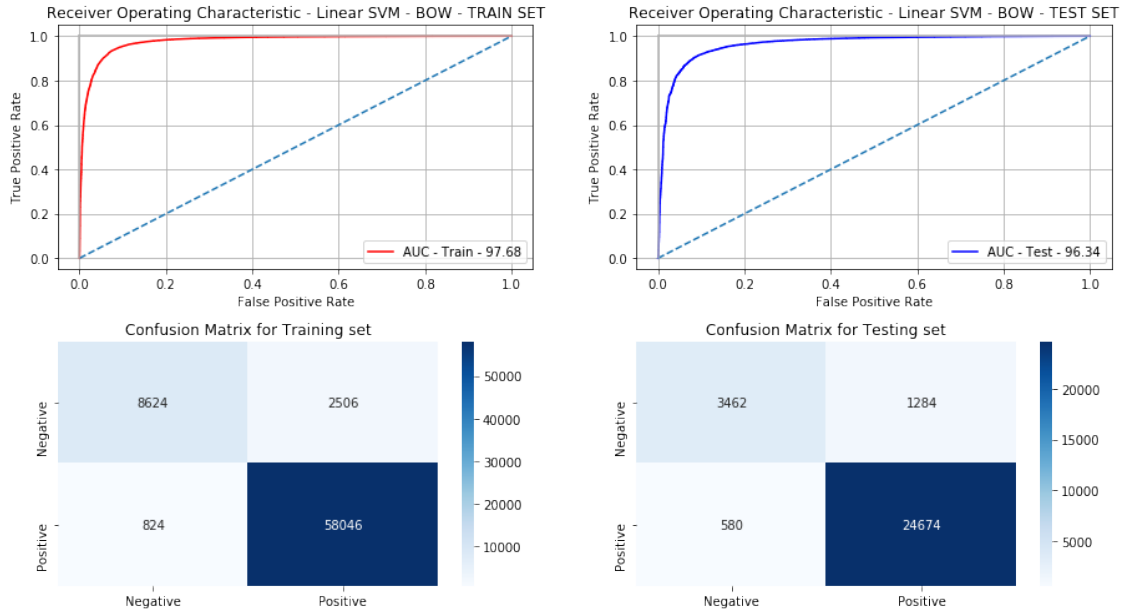 Receiver Operating Characteristic - Linear SVM - BOW - TRAIN SET
1.0
0.8
0.6
0.4
0.2
0.0
True Positive Rate
AUC - Train - 97.68
0.0 0.2 0.4 0.6 0.8 1.0
False Positive Rate
Receiver Operating Characteristic - Linear SVM - BOW - TEST SET
1.0
0.8
0.6
0.4
0.2
0.0
True Positive Rate
AUC - Test - 96.34
0.0 0.2 0.4 0.6 0.8 1.0
False Positive Rate
Confusion Matrix for Training set
Negative
8624 2506
Positive
824 58046
Negative Positive
50000
40000
30000
20000
10000
Confusion Matrix for Testing set
Negative
3462 1284
Positive
580 24674
Negative Positive
20000
15000
10000
5000